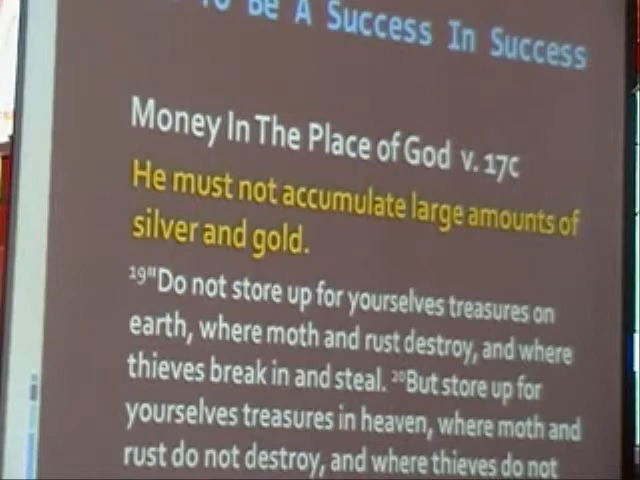 To Be A Success In Success
Money In The Place of God v. 17c
He must not accumulate large amounts of
silver and gold.
19"Do not store up for yourselves treasures on
earth, where moth and rust destroy, and where
thieves break in and steal. 20But store up for
yourselves treasures in heaven, where moth and
rust do not destroy, and where thieves do not